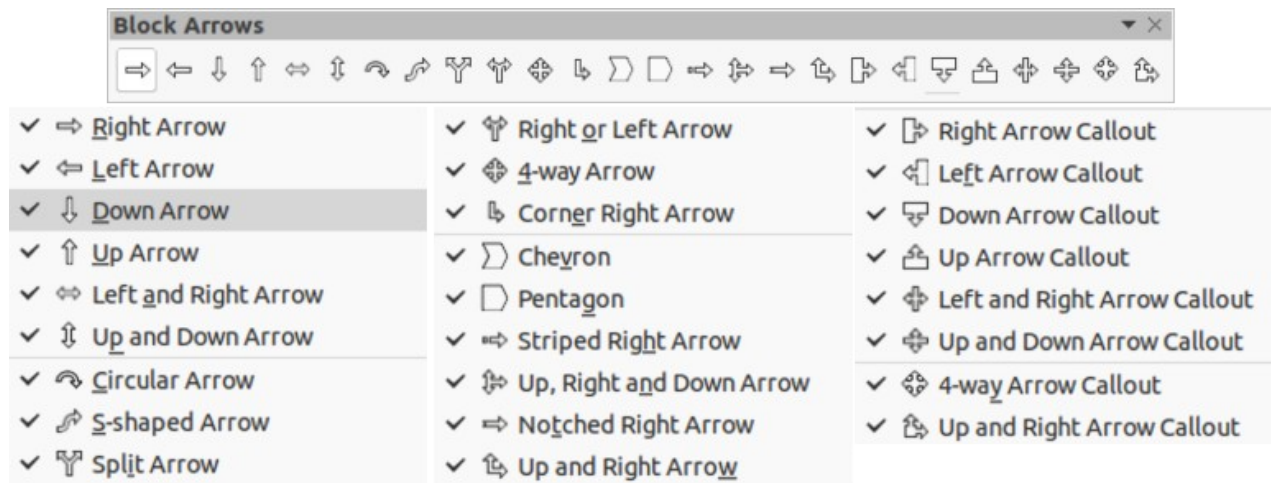 Block Arrows
Right Arrow
Left Arrow
Down Arrow
Up Arrow
Left and Right Arrow
Up and Down Arrow
Circular Arrow
S-shaped Arrow
Split Arrow
Right or Left Arrow
4-way Arrow
Corner Right Arrow
Chevron
Pentagon
Striped Right Arrow
Up, Right and Down Arrow
Notched Right Arrow
Up and Right Arrow
Right Arrow Callout
Left Arrow Callout
Down Arrow Callout
Up Arrow Callout
Left and Right Arrow Callout
Up and Down Arrow Callout
4-way Arrow Callout
Up and Right Arrow Callout